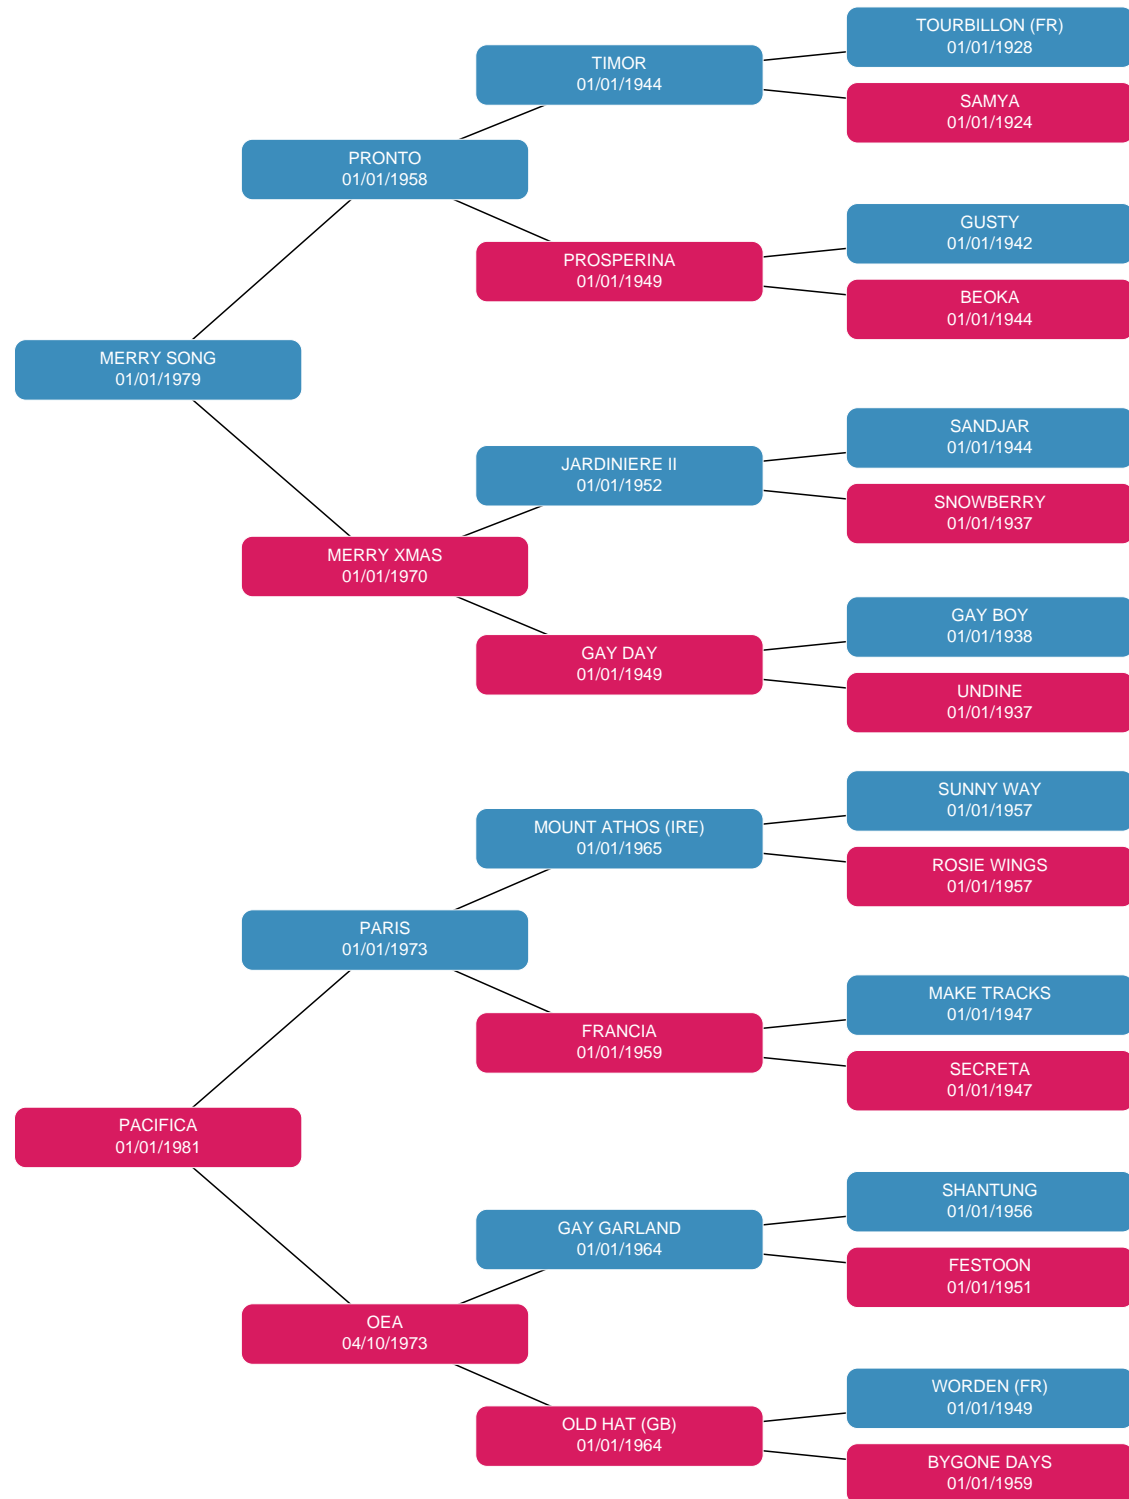 TOURBILLON (FR)
01/01/1928
TIMOR
01/01/1944
SAMYA
01/01/1924
PRONTO
01/01/1958
GUSTY
01/01/1942
PROSPERINA
01/01/1949
BEOKA
01/01/1944
MERRY SONG
01/01/1979
SANDJAR
01/01/1944
JARDINIERE II
01/01/1952
SNOWBERRY
01/01/1937
MERRY XMAS
01/01/1970
GAY BOY
01/01/1938
GAY DAY
01/01/1949
UNDINE
01/01/1937
SUNNY WAY
01/01/1957
MOUNT ATHOS (IRE)
01/01/1965
ROSIE WINGS
01/01/1957
PARIS
01/01/1973
MAKE TRACKS
01/01/1947
FRANCIA
01/01/1959
SECRETA
01/01/1947
PACIFICA
01/01/1981
SHANTUNG
01/01/1956
GAY GARLAND
01/01/1964
FESTOON
01/01/1951
OEA
04/10/1973
WORDEN (FR)
01/01/1949
OLD HAT (GB)
01/01/1964
BYGONE DAYS
01/01/1959